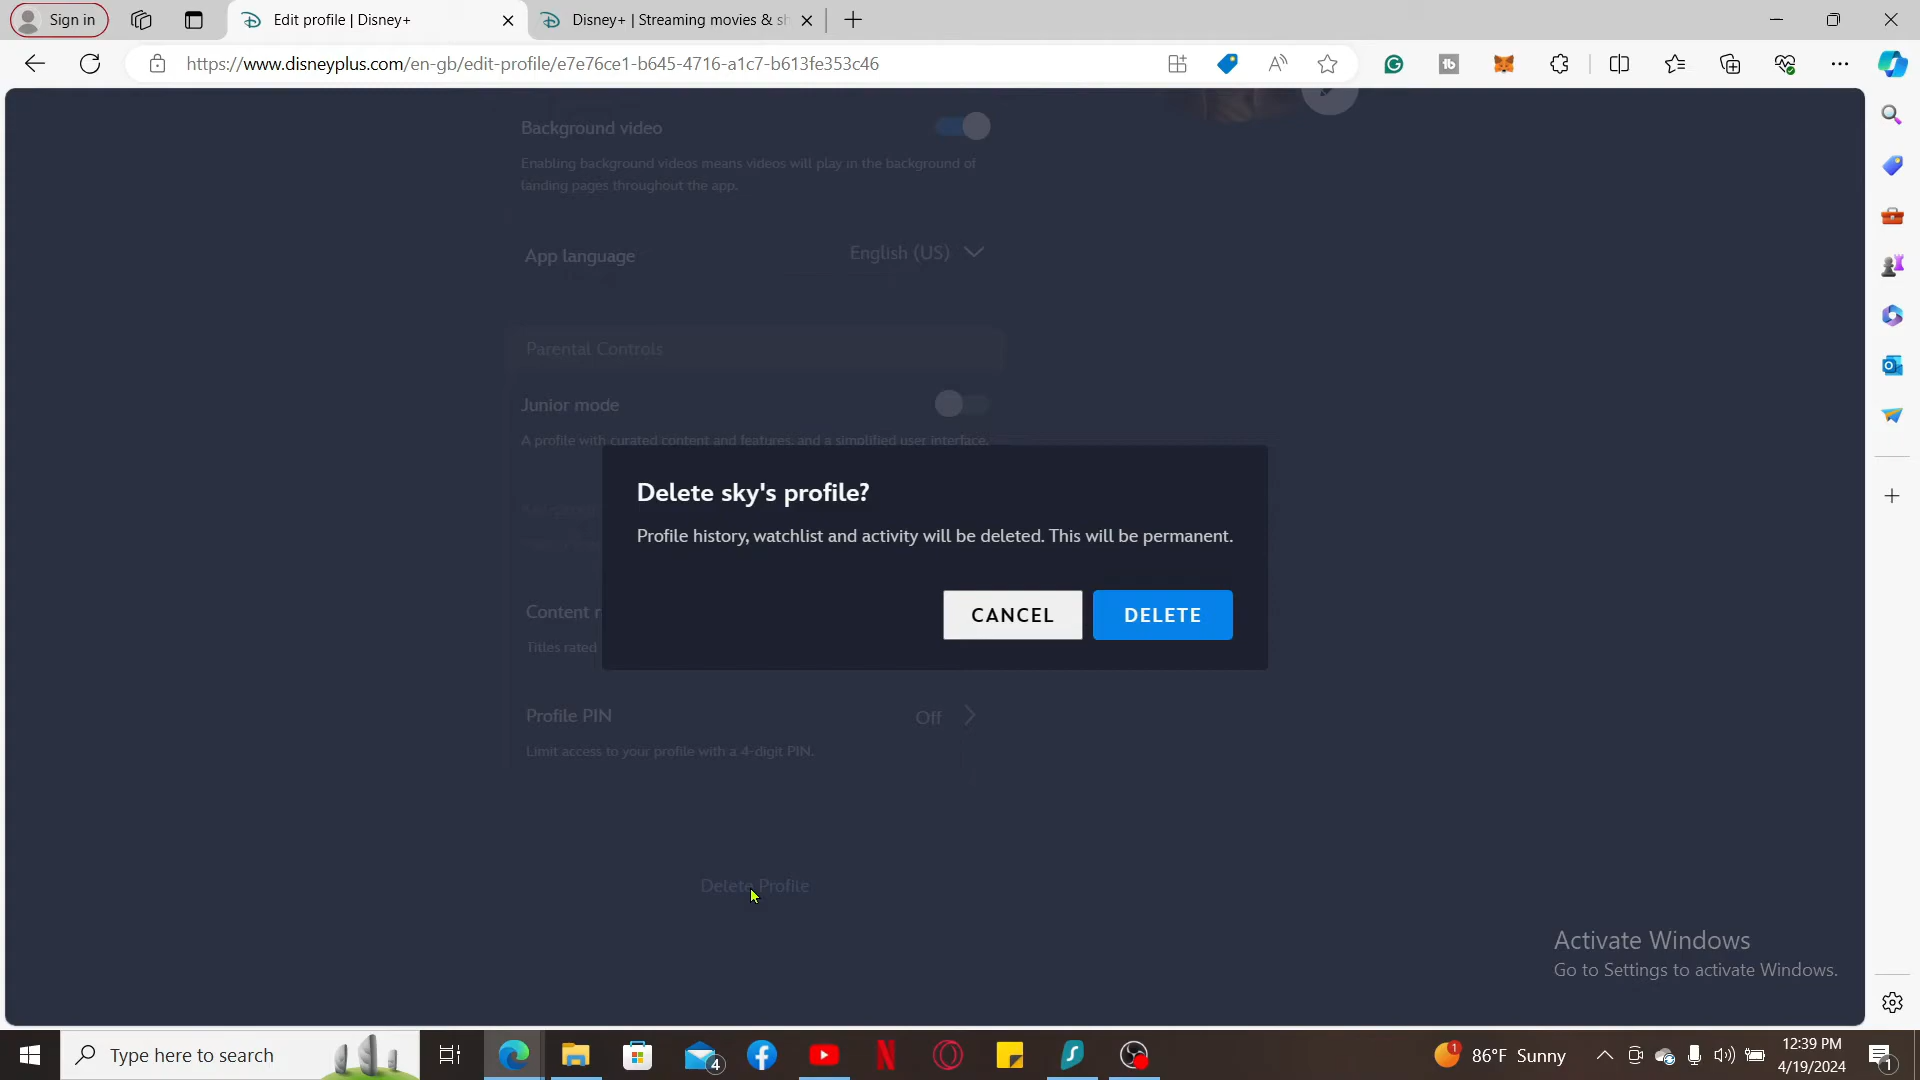 Sign in
Edit profile | Disney+
Disney+ | Streaming movies & sh
https://www.disneyplus.com/en-gb/edit-profile/e7e76ce1-b645-4716-a1c7-b613fe353c46
Background video
Enabling background videos means videos will play in the background of
landing pages throughout the app.
App language
English (US)
Parental Controls
Junior mode
A profile with curated content and features, and a simplified user interface.
Delete sky's profile?
Profile history, watchlist and activity will be deleted. This will be permanent.
CANCEL
DELETE
Content r
Titles rated
Profile PIN
Off
Limit access to your profile with a 4-digit PIN.
Delete Profile
Activate Windows
Go to Settings to activate Windows.
Type here to search
4
1
86°F Sunny
12:39 PM
4/19/2024
1